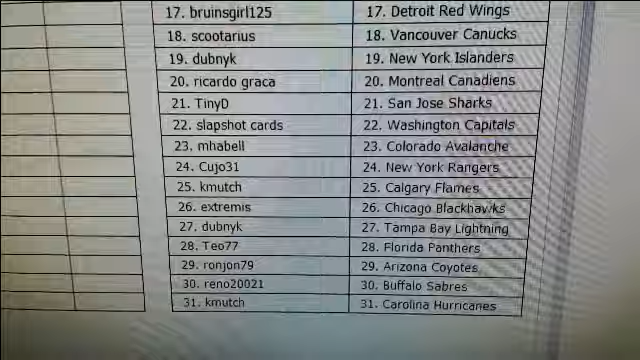 17. bruinsgirl125 17. Detroit Red Wings
18. scootarius 18. Vancouver Canucks
19. dubnyk 19. New York Islanders
20. ricardo graca 20. Montreal Canadiens
21. TinyD 21. San Jose Sharks
22. slapshot cards 22. Washington Capitals
23. mhabell 23. Colorado Avalanche
24. Cujo31 24. New York Rangers
25. kmutch 25. Calgary Flames
26. extremis 26. Chicago Blackhawks
27. dubnyk 27. Tampa Bay Lightning
28. Teo77 28. Florida Panthers
29. ronjon79 29. Arizona Coyotes
30. reno20021 30. Buffalo Sabres
31. kmutch 31. Carolina Hurricanes